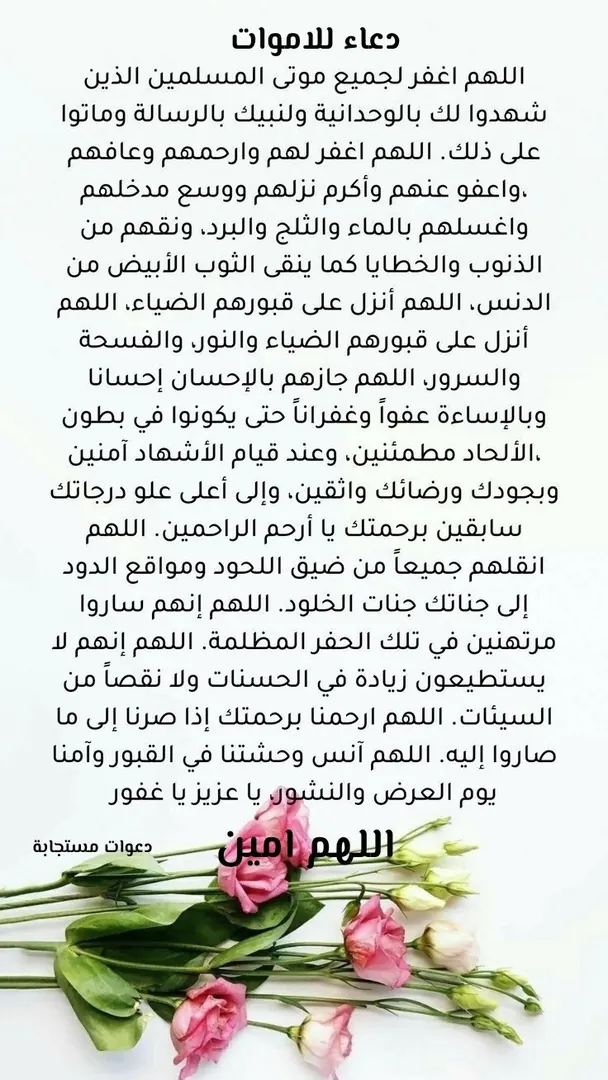 دعاء للاموات
اللهم اغفر لجميع موتى المسلمين الذين
شهدوا لك بالوحدانية ولنبيك بالرسالة وماتوا
على ذلك. اللهم اغفر لهم وارحمهم وعافهم
،واعفو عنهم وأكرم نزلهم ووسع مدخلهم
واغسلهم بالماء والثلج والبرد، ونقهم من
الذنوب والخطايا كما ينقى الثوب الأبيض من
الدنس، اللهم أنزل على قبورهم الضياء، اللهم
أنزل على قبورهم الضياء والنور، والفسحة
والسرور، اللهم جازهم بالإحسان إحسانا
وبالإساءة عفواً وغفراناً حتى يكونوا في بطون
،الألحاد مطمئنين، وعند قيام الأشهاد آمنين
وبجودك ورضائك واثقين، وإلى أعلى علو درجاتك
سابقين برحمتك يا أرحم الراحمين. اللهم
انقلهم جميعاً من ضيق اللحود ومواقع الدود
إلى جناتك جنات الخلود. اللهم إنهم ساروا
مرتهنين في تلك الحفر المظلمة. اللهم إنهم لا
يستطيعون زيادة في الحسنات ولا نقصاً من
السيئات. اللهم ارحمنا برحمتك إذا صرنا إلى ما
صاروا إليه. اللهم آنس وحشتنا في القبور وآمنا
يوم العرض والنشور، يا عزيز يا غفور
اللهم امين
دعوات مستجابة